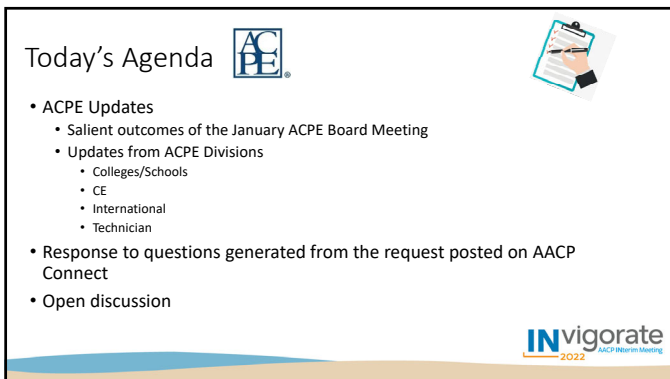 Today's Agenda
AC
PE
®
• ACPE Updates
• Salient outcomes of the January ACPE Board Meeting
• Updates from ACPE Divisions
• Colleges/Schools
• CE
• International
• Technician
• Response to questions generated from the request posted on AACP
Connect
• Open discussion
INvigorate
AACP INterim Meeting
2022